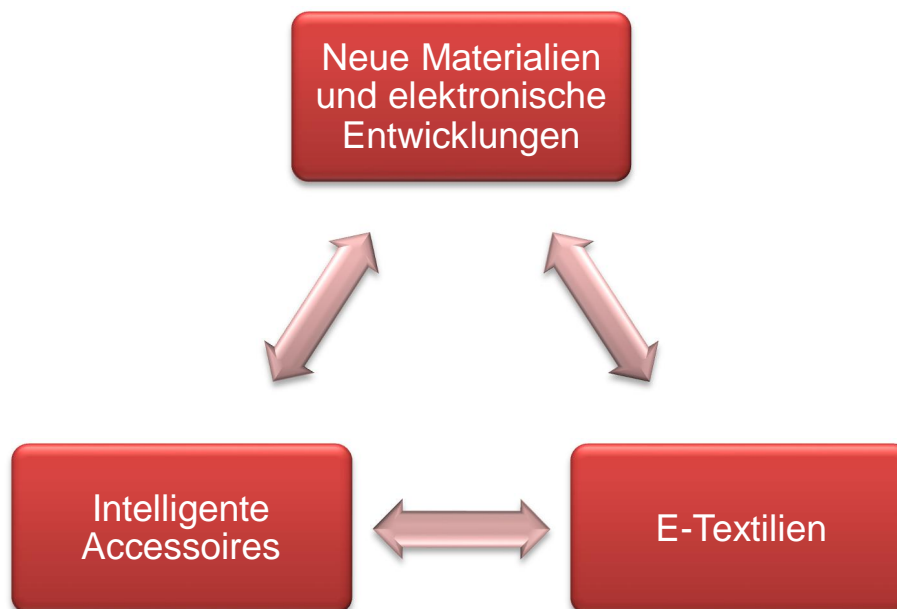 Neue Materialien
und elektronische
Entwicklungen
Intelligente
Accessoires
E-Textilien